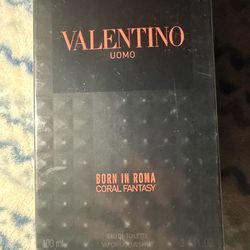 VALENTINO
UOMO
BORN IN ROMA
CORAL FANTASY
EAU DE TOILETTE
100 ml